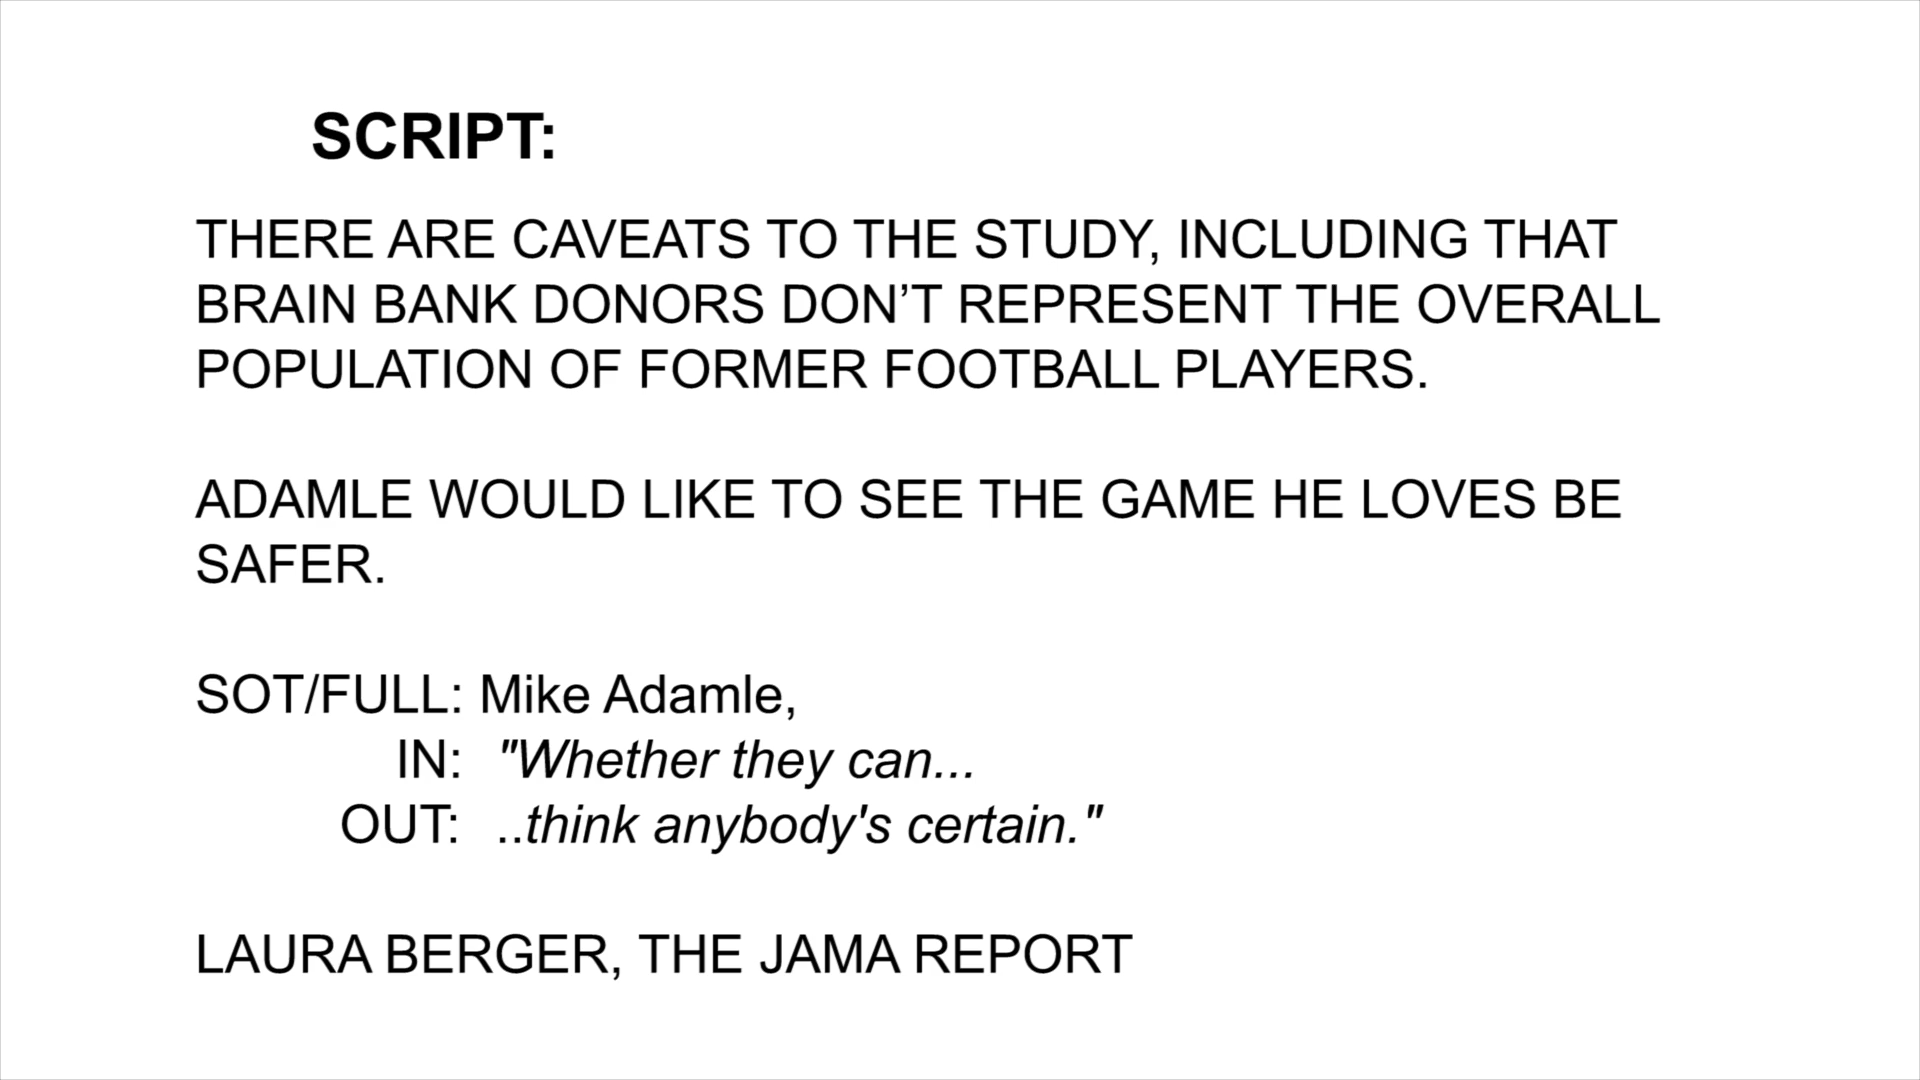 SCRIPT:
THERE ARE CAVEATS TO THE STUDY, INCLUDING THAT
BRAIN BANK DONORS DON’T REPRESENT THE OVERALL
POPULATION OF FORMER FOOTBALL PLAYERS.
ADAMLE WOULD LIKE TO SEE THE GAME HE LOVES BE
SAFER.
SOT/FULL: Mike Adamle,
IN: "Whether they can...
OUT: ..think anybody's certain."
LAURA BERGER, THE JAMA REPORT